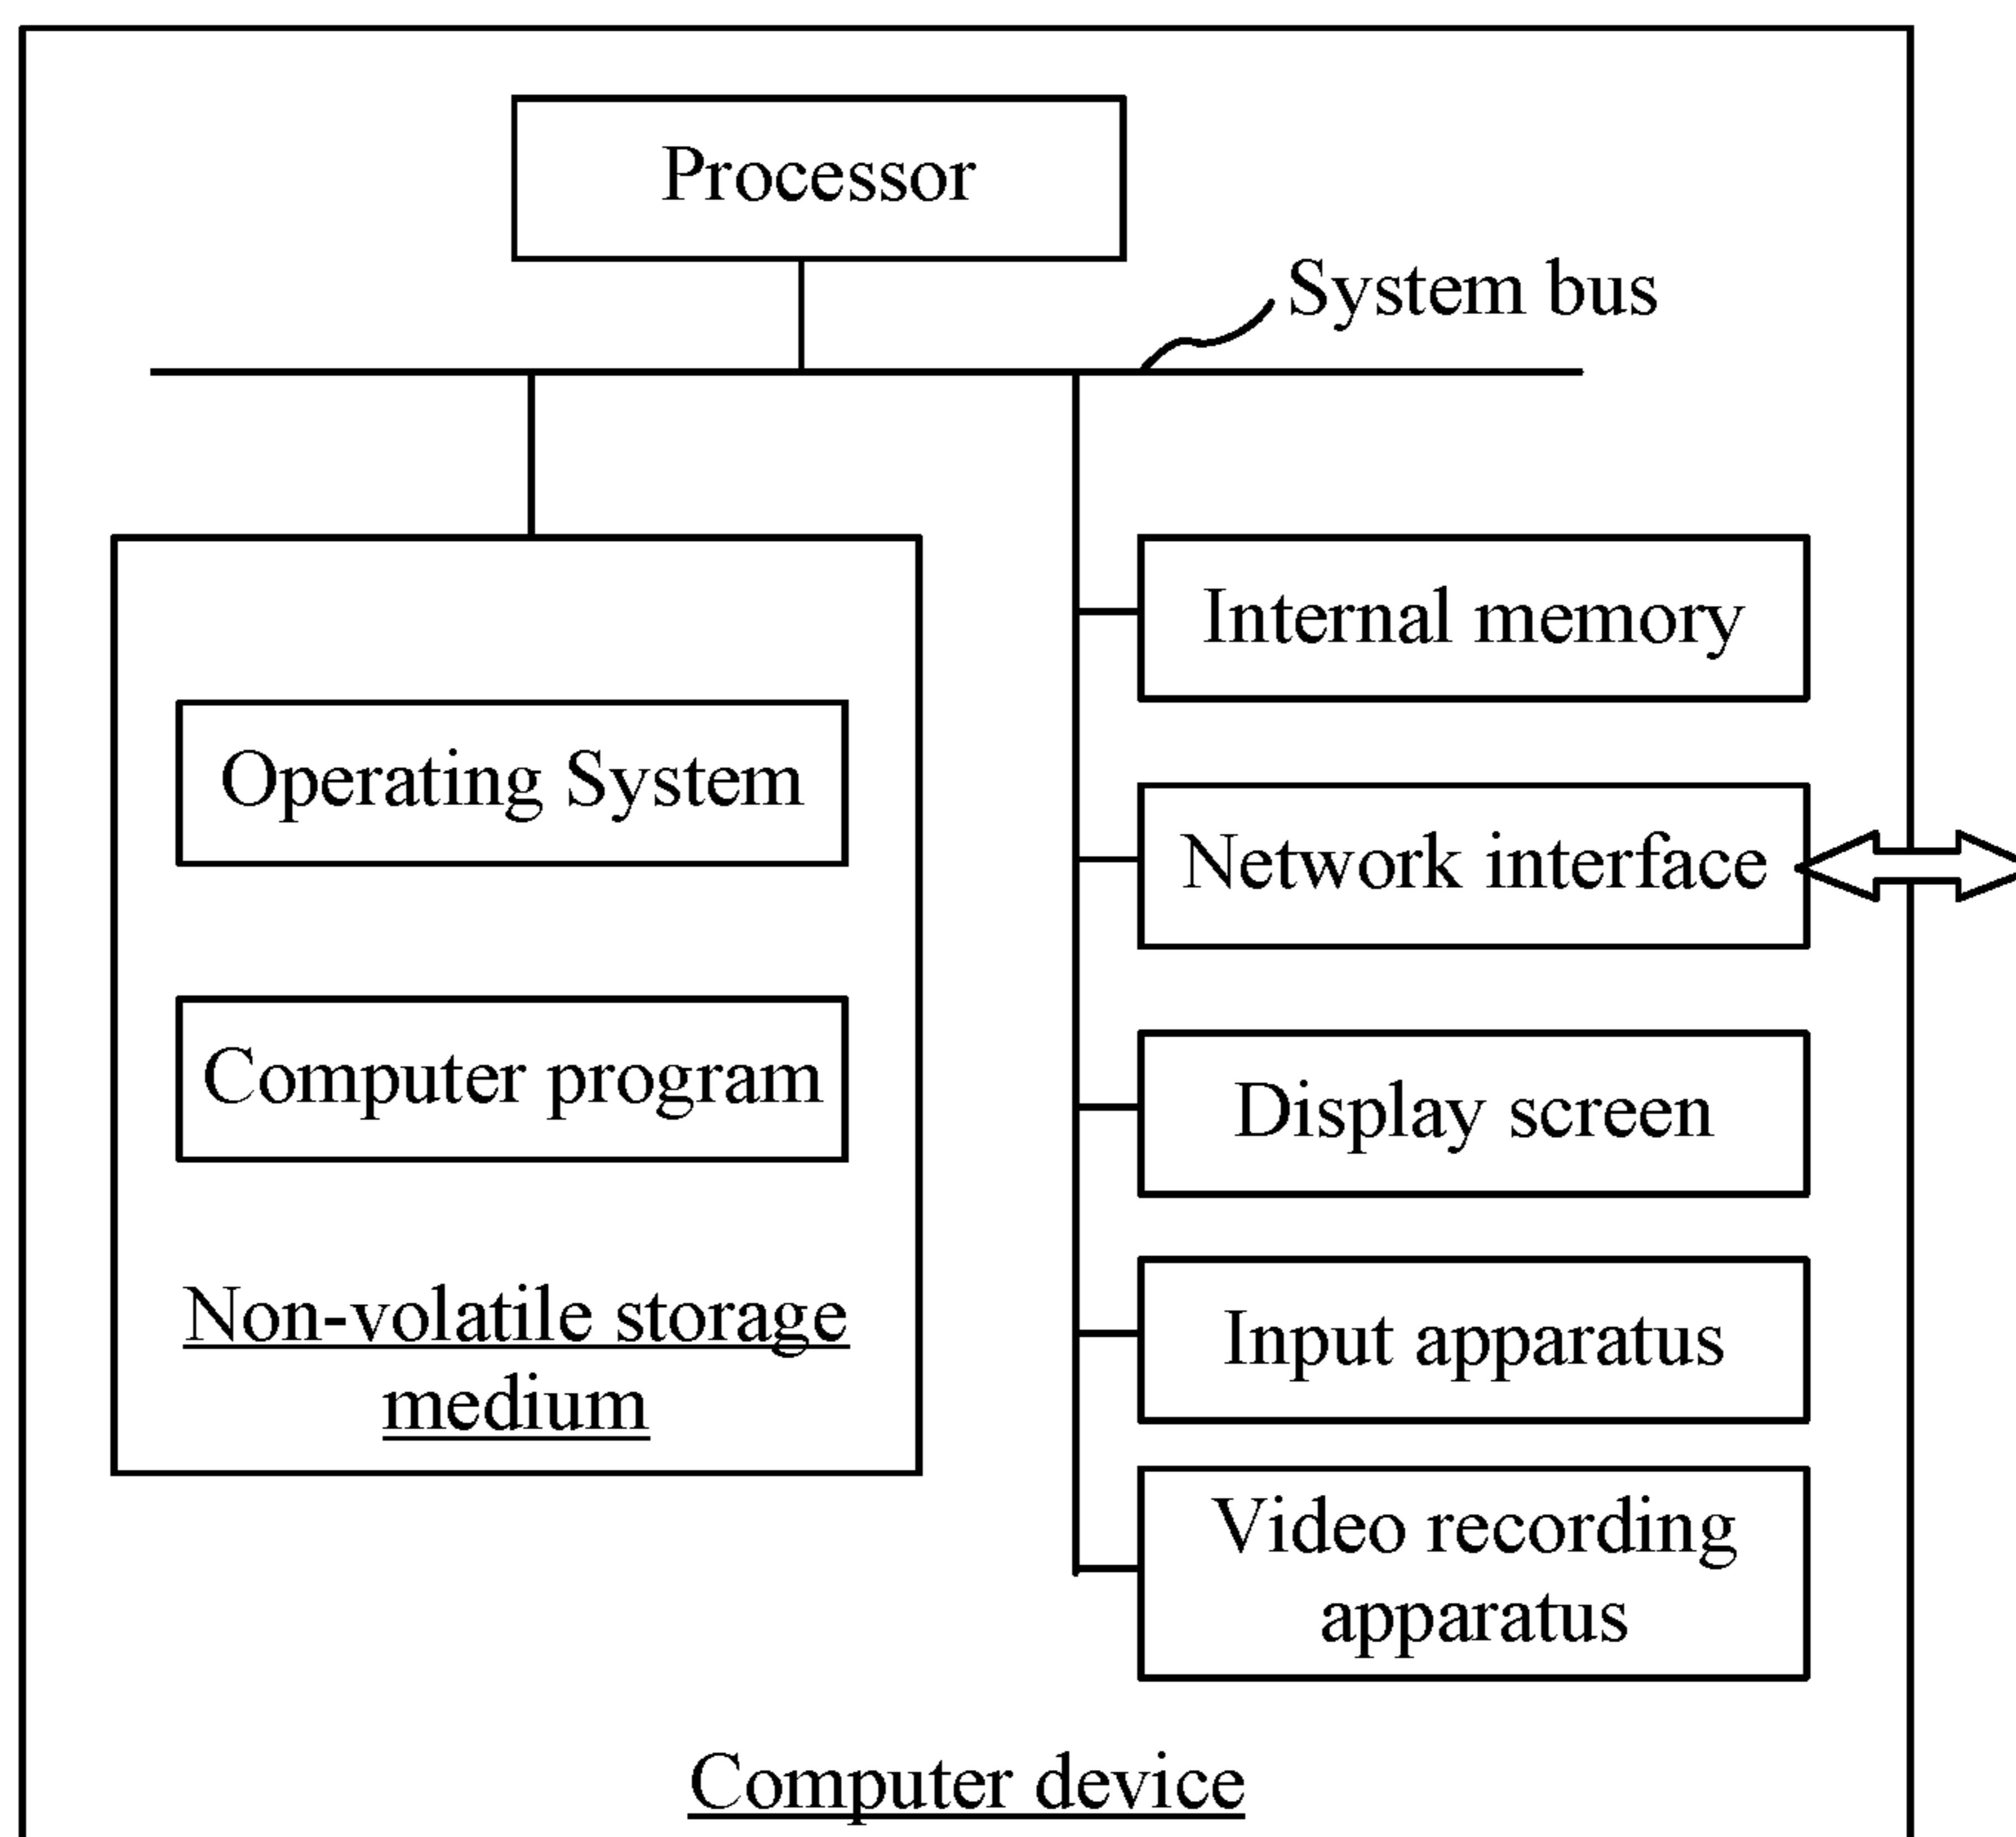 Processor
System bus
Operating System
Computer program
Non-volatile storage
medium
Internal memory
Network interface
Display screen
Input apparatus
Video recording
apparatus
Computer device